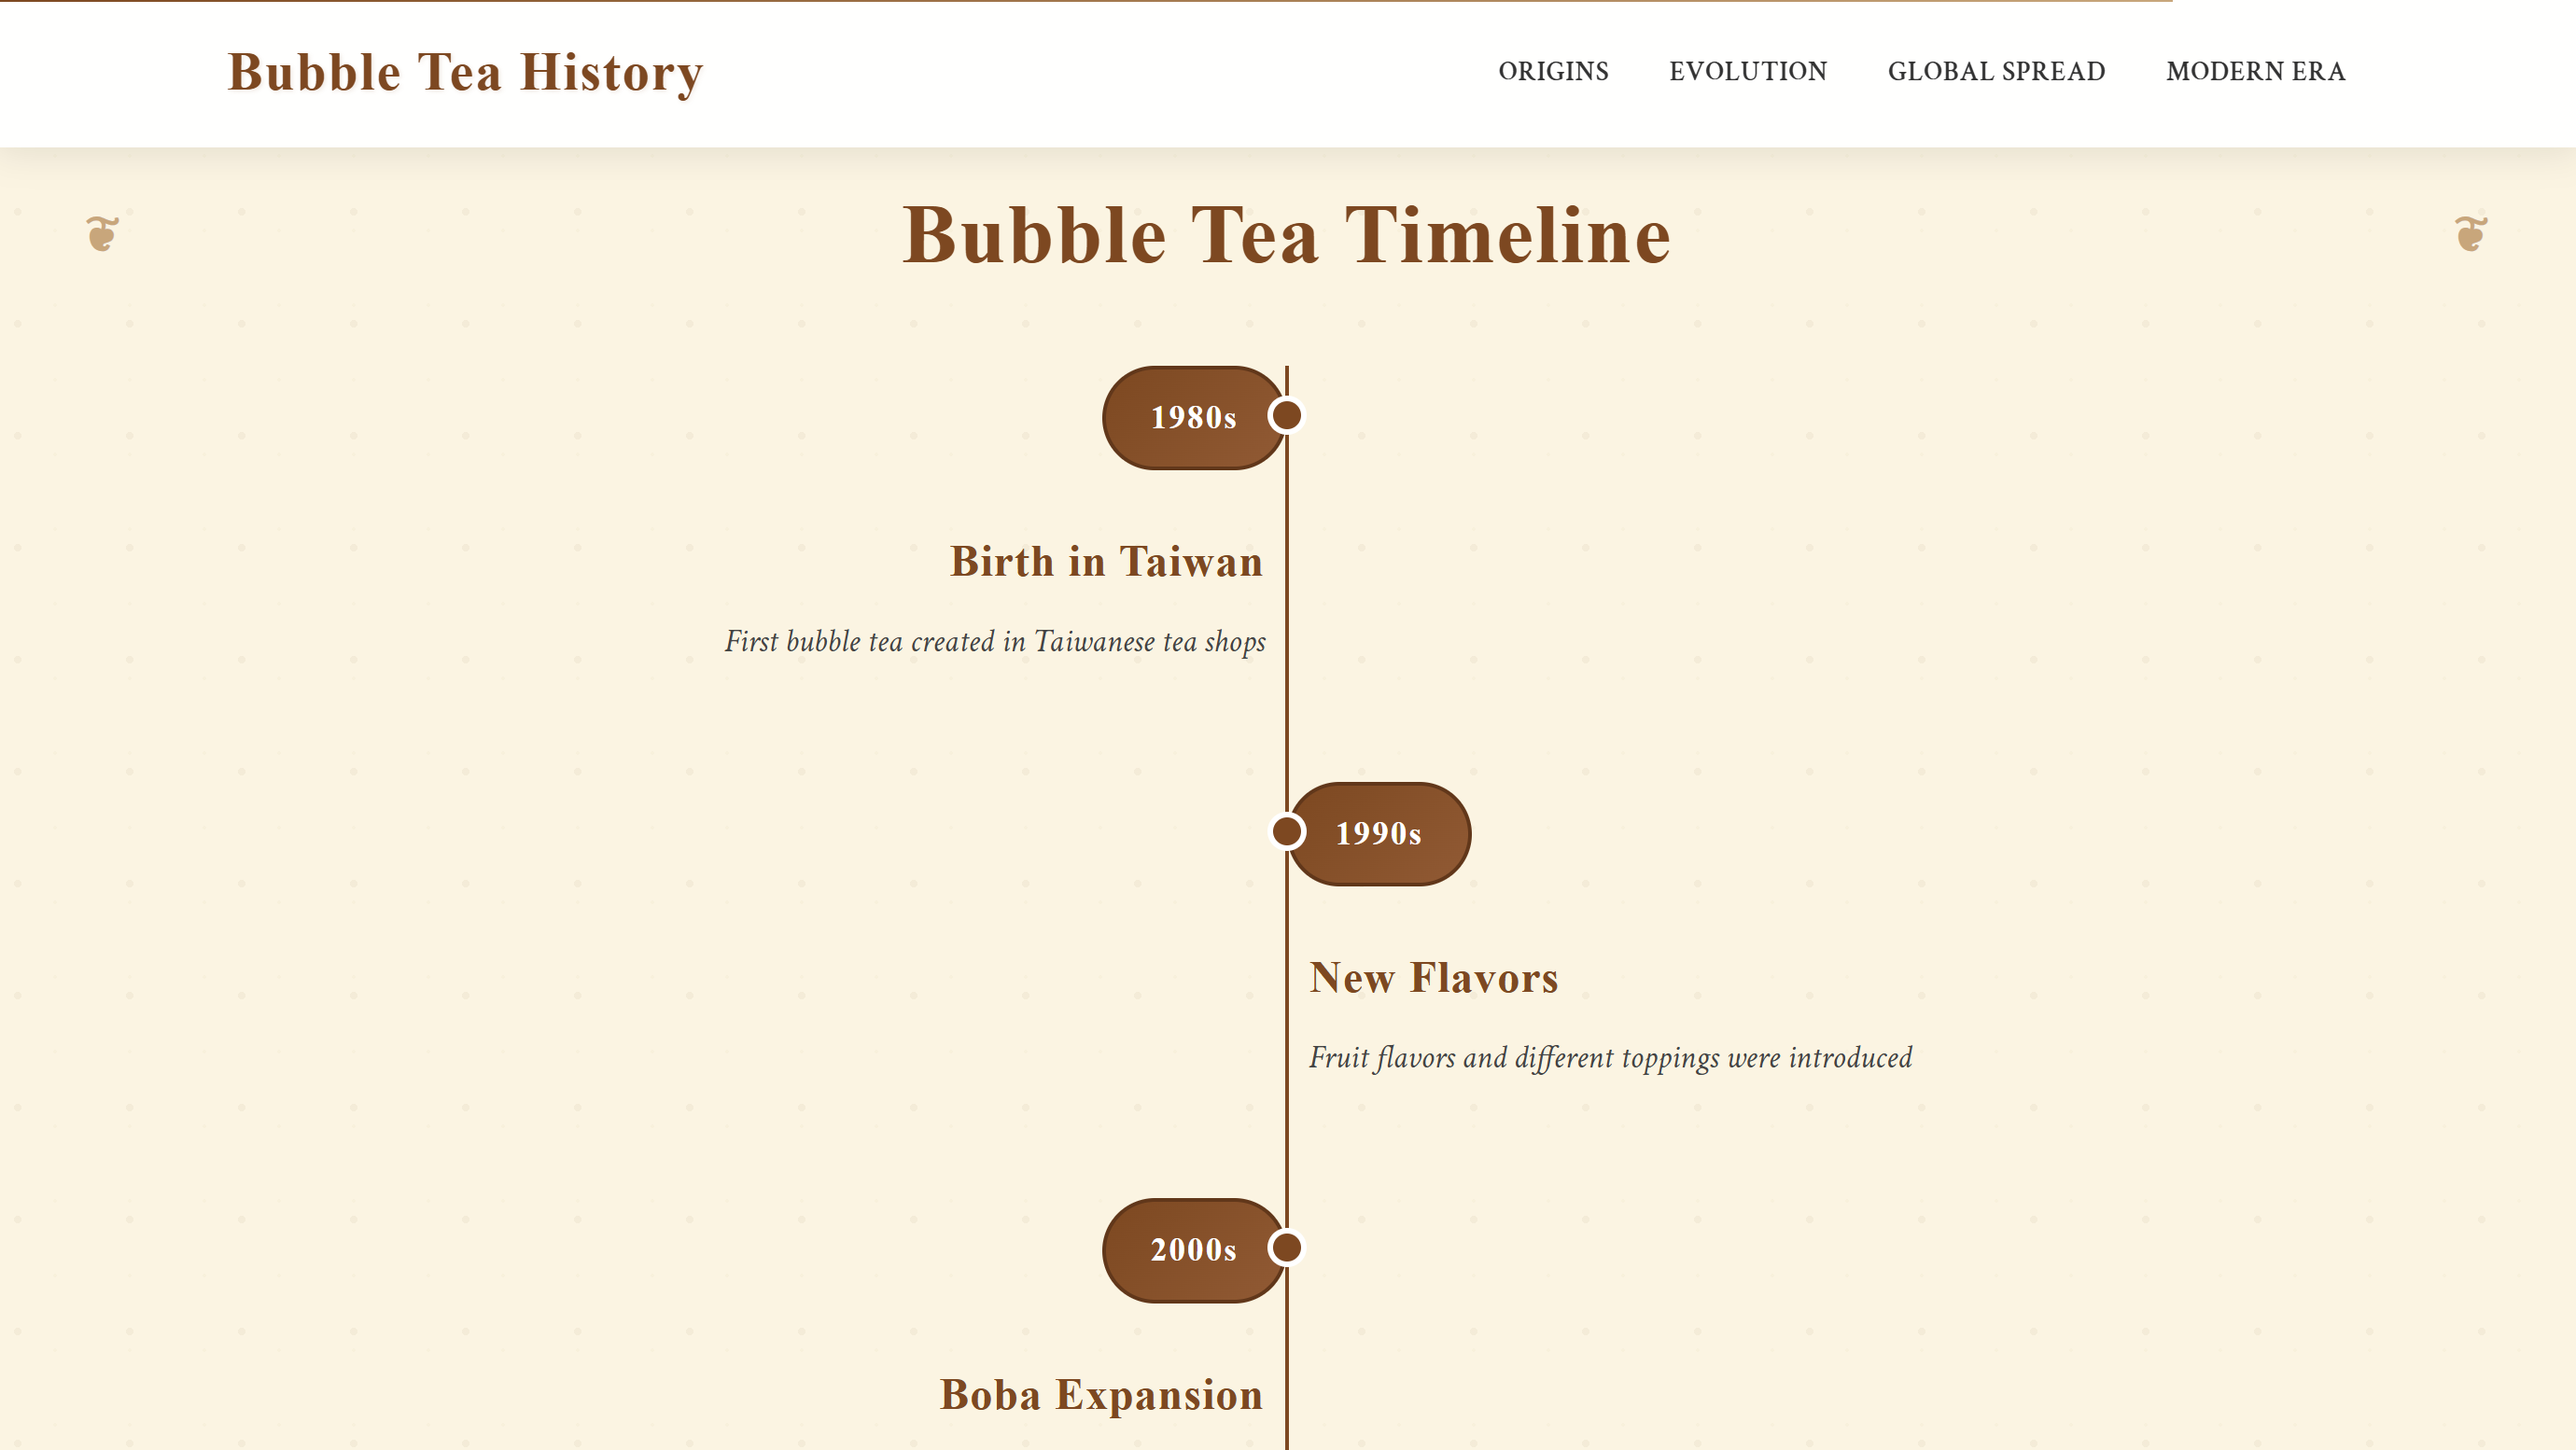 Bubble Tea History
ORIGINS EVOLUTION GLOBAL SPREAD MODERN ERA
❦ Bubble Tea Timeline ❦
1980s
Birth in Taiwan
First bubble tea created in Taiwanese tea shops
1990s
New Flavors
Fruit flavors and different toppings were introduced
2000s
Boba Expansion